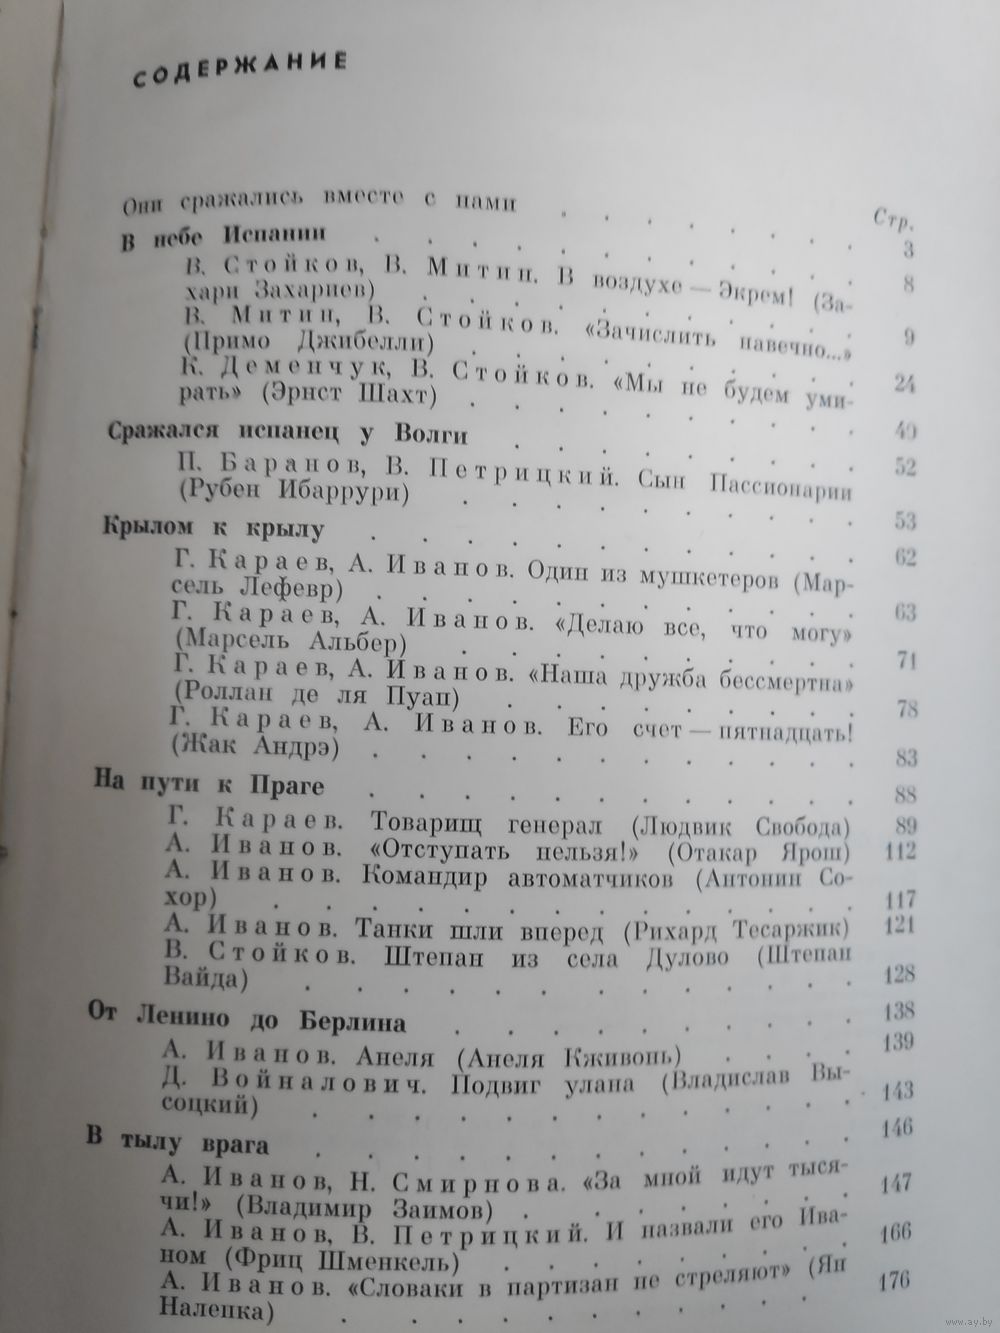 СОДЕРЖАНИЕ
Стр.
Они сражались вместе с нами . . . . . . . 3
В небе Испании . . . . . . . . . . . 8
В. Стойков, В. Митин. В воздухе — Экрем! (За-
хари Захариев) . . . . . . . . . . 9
В. Митин, В. Стойков. «Зачислить навечно...»
(Примо Джибелли) . . . . . . . . . 24
К. Деменчук, В. Стойков. «Мы не будем уми-
рать» (Эрнст Шахт) . . . . . . . . . 40
Сражался испанец у Волги . . . . . . . . 52
П. Баранов, В. Петрицкий. Сын Пассионарии
(Рубен Ибаррури) . . . . . . . . . 53
Крылом к крылу . . . . . . . . . . . 62
Г. Караев, А. Иванов. Один из мушкетеров (Мар-
сель Лефевр) . . . . . . . . . . . 63
Г. Караев, А. Иванов. «Делаю все, что могу»
(Марсель Альбер) . . . . . . . . . 71
Г. Караев, А. Иванов. «Наша дружба бессмертна»
(Роллан де ля Пуап) . . . . . . . . 78
Г. Караев, А. Иванов. Его счет — пятнадцать!
(Жак Андрэ) . . . . . . . . . . . 83
На пути к Праге . . . . . . . . . . . 88
Г. Караев. Товарищ генерал (Людвик Свобода) 89
А. Иванов. «Отступать нельзя!» (Отакар Ярош) 112
А. Иванов. Командир автоматчиков (Антонин Со-
хор) . . . . . . . . . . . . . 117
А. Иванов. Танки шли вперед (Рихард Тесаржик) 121
В. Стойков. Штепан из села Дулово (Штепан
Вайда) . . . . . . . . . . . . 128
От Ленино до Берлина . . . . . . . . . 138
А. Иванов. Анеля (Анеля Кживонь) . . . . 139
Д. Войналович. Подвиг улана (Владислав Вы-
соцкий) . . . . . . . . . . . . 143
В тылу врага . . . . . . . . . . . . 146
А. Иванов, Н. Смирнова. «За мной идут тыся-
чи!» (Владимир Заимов) . . . . . . . 147
А. Иванов, В. Петрицкий. И назвали его Ива-
ном (Фриц Шменкель) . . . . . . . . 166
А. Иванов. «Словаки в партизан не стреляют» (Ян
Налепка) . . . . . . . . . . . 176
www.ay.by